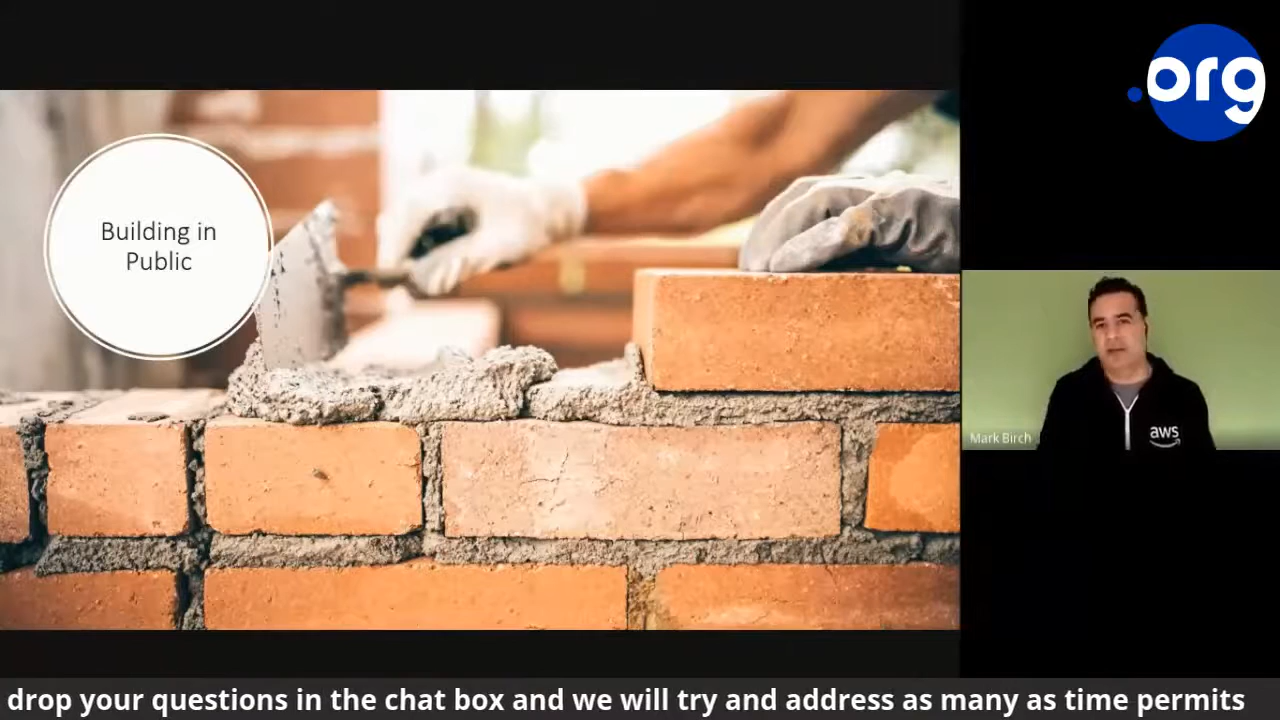 Building in
Public
.org
Mark Birch
aws
drop your questions in the chat box and we will try and address as many as time permits